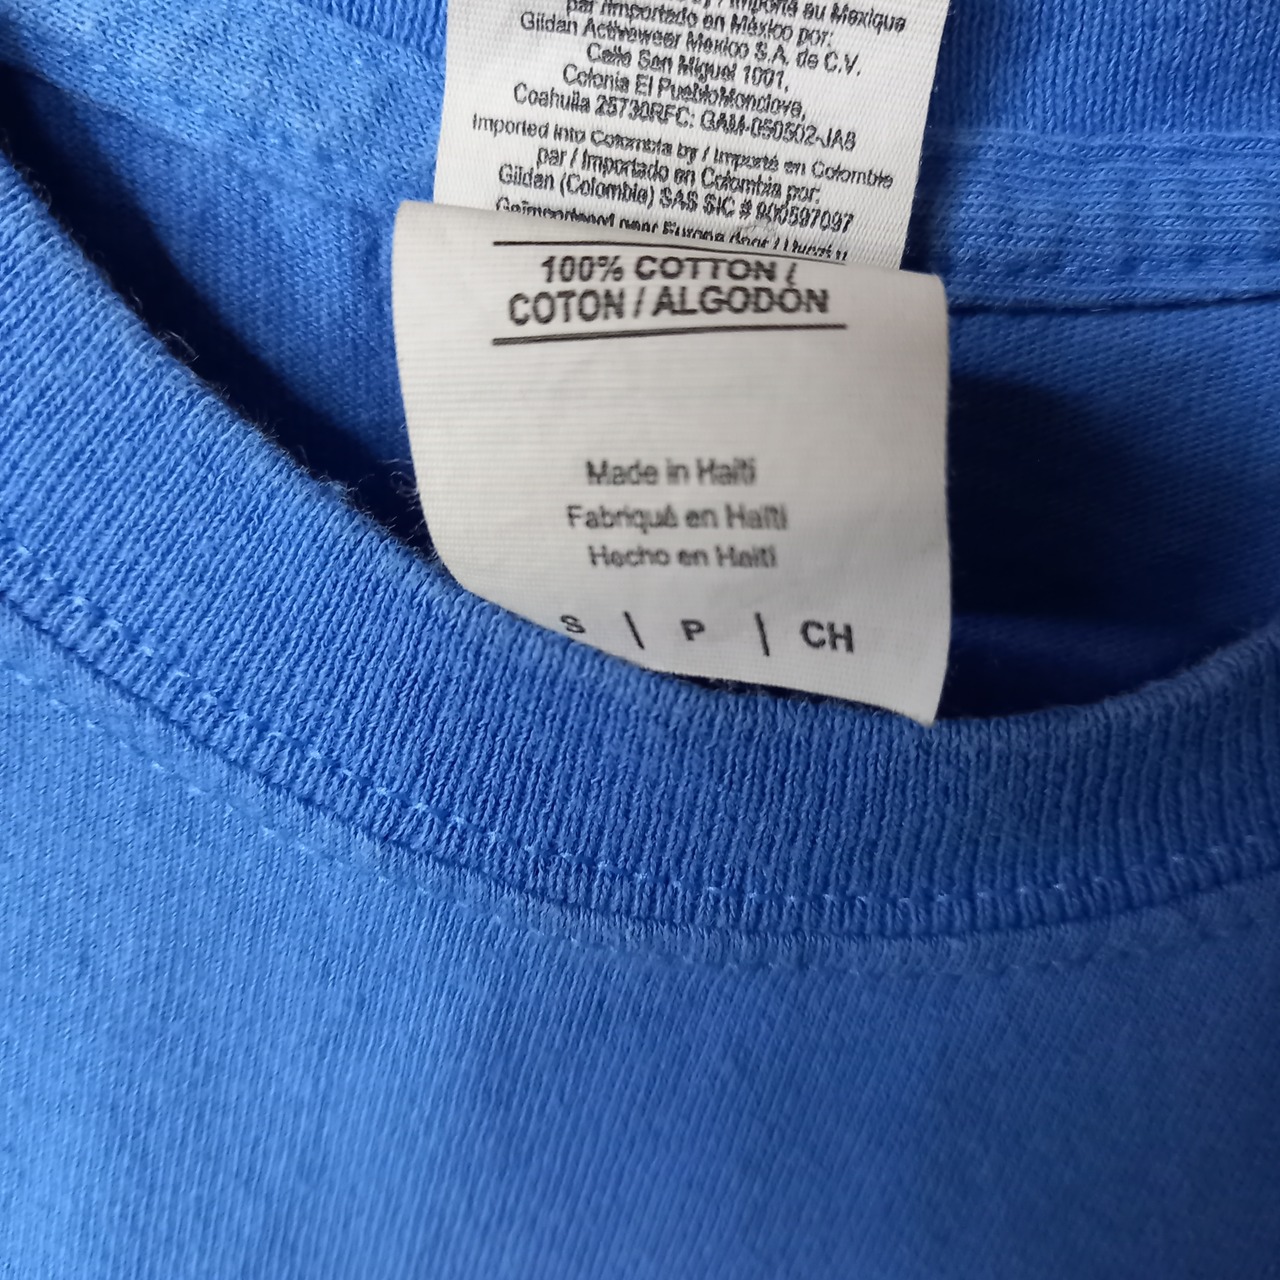 par / Importado en México por:
Gildan Activewear Mexico S.A. de C.V.
Calle San Miguel 1001,
Colonia El PuebloMonclova,
Coahuila 25730RFC: GAM-050502-JA8
Imported into Colombia by / Importé en Colombie
par / Importado en Colombia por:
Gildan (Colombia) SAS SIC # 900597097
100% COTTON /
COTON / ALGODÓN
Made in Haiti
Fabriqué en Haïti
Hecho en Haití
S | P | CH